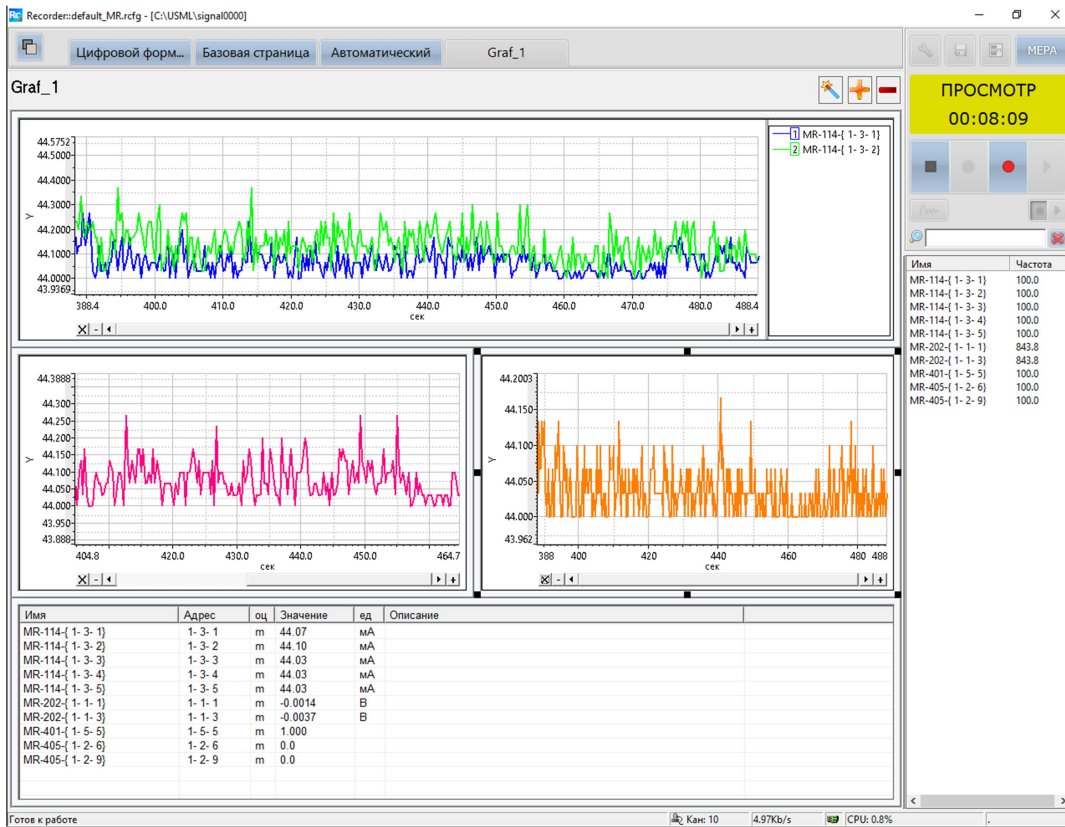 Recorder::default_MR.rcfg - [C:\USML\signal0000]
Цифровой форм... Базовая страница Автоматический Graf_1
МЕРА
Graf_1
ПРОСМОТР
00:08:09
44.5752
44.5000
44.4000
44.3000
44.2000
44.1000
44.0000
43.9369
Y
388.4 400.0 410.0 420.0 430.0 440.0 450.0 460.0 470.0 480.0 488.4
сек
1 MR-114-{ 1- 3- 1}
2 MR-114-{ 1- 3- 2}
44.3888
44.300
44.250
44.200
44.150
44.100
44.050
44.000
43.950
43.888
Y
404.8 420.0 430.0 440.0 450.0 464.7
сек
44.2003
44.150
44.100
44.050
44.000
43.962
Y
388 400 420 440 460 480 488
сек
Имя Частота
MR-114-{ 1- 3- 1} 100.0
MR-114-{ 1- 3- 2} 100.0
MR-114-{ 1- 3- 3} 100.0
MR-114-{ 1- 3- 4} 100.0
MR-114-{ 1- 3- 5} 100.0
MR-202-{ 1- 1- 1} 843.8
MR-202-{ 1- 1- 3} 843.8
MR-401-{ 1- 5- 5} 100.0
MR-405-{ 1- 2- 6} 100.0
MR-405-{ 1- 2- 9} 100.0
Имя Адрес оц Значение ед Описание
MR-114-{ 1- 3- 1} 1- 3- 1 m 44.07 мА
MR-114-{ 1- 3- 2} 1- 3- 2 m 44.10 мА
MR-114-{ 1- 3- 3} 1- 3- 3 m 44.03 мА
MR-114-{ 1- 3- 4} 1- 3- 4 m 44.03 мА
MR-114-{ 1- 3- 5} 1- 3- 5 m 44.03 мА
MR-202-{ 1- 1- 1} 1- 1- 1 m -0.0014 В
MR-202-{ 1- 1- 3} 1- 1- 3 m -0.0037 В
MR-401-{ 1- 5- 5} 1- 5- 5 m 1.000
MR-405-{ 1- 2- 6} 1- 2- 6 m 0.0
MR-405-{ 1- 2- 9} 1- 2- 9 m 0.0
Готов к работе Кан: 10 4.97Kb/s CPU: 0.8% .